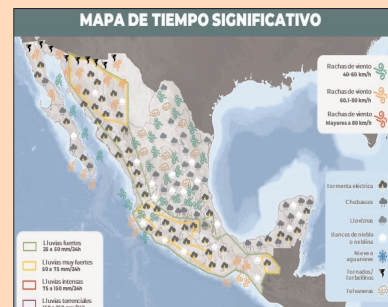 MAPA DE TIEMPO SIGNIFICATIVO
Rachas de viento
40-60 km/h
Rachas de viento
60.1-80 km/h
Rachas de viento
Mayores a 80 km/h
Tormenta eléctrica
Chubascos
Lloviznas
Bancos de niebla
o neblina
Nieve o
aguanieve
Tornados/
Torbellinos
Tolvaneras
Lluvias fuertes
25 a 50 mm/24h
Lluvias muy fuertes
50 a 75 mm/24h
Lluvias intensas
75 a 150 mm/24h
Lluvias torrenciales